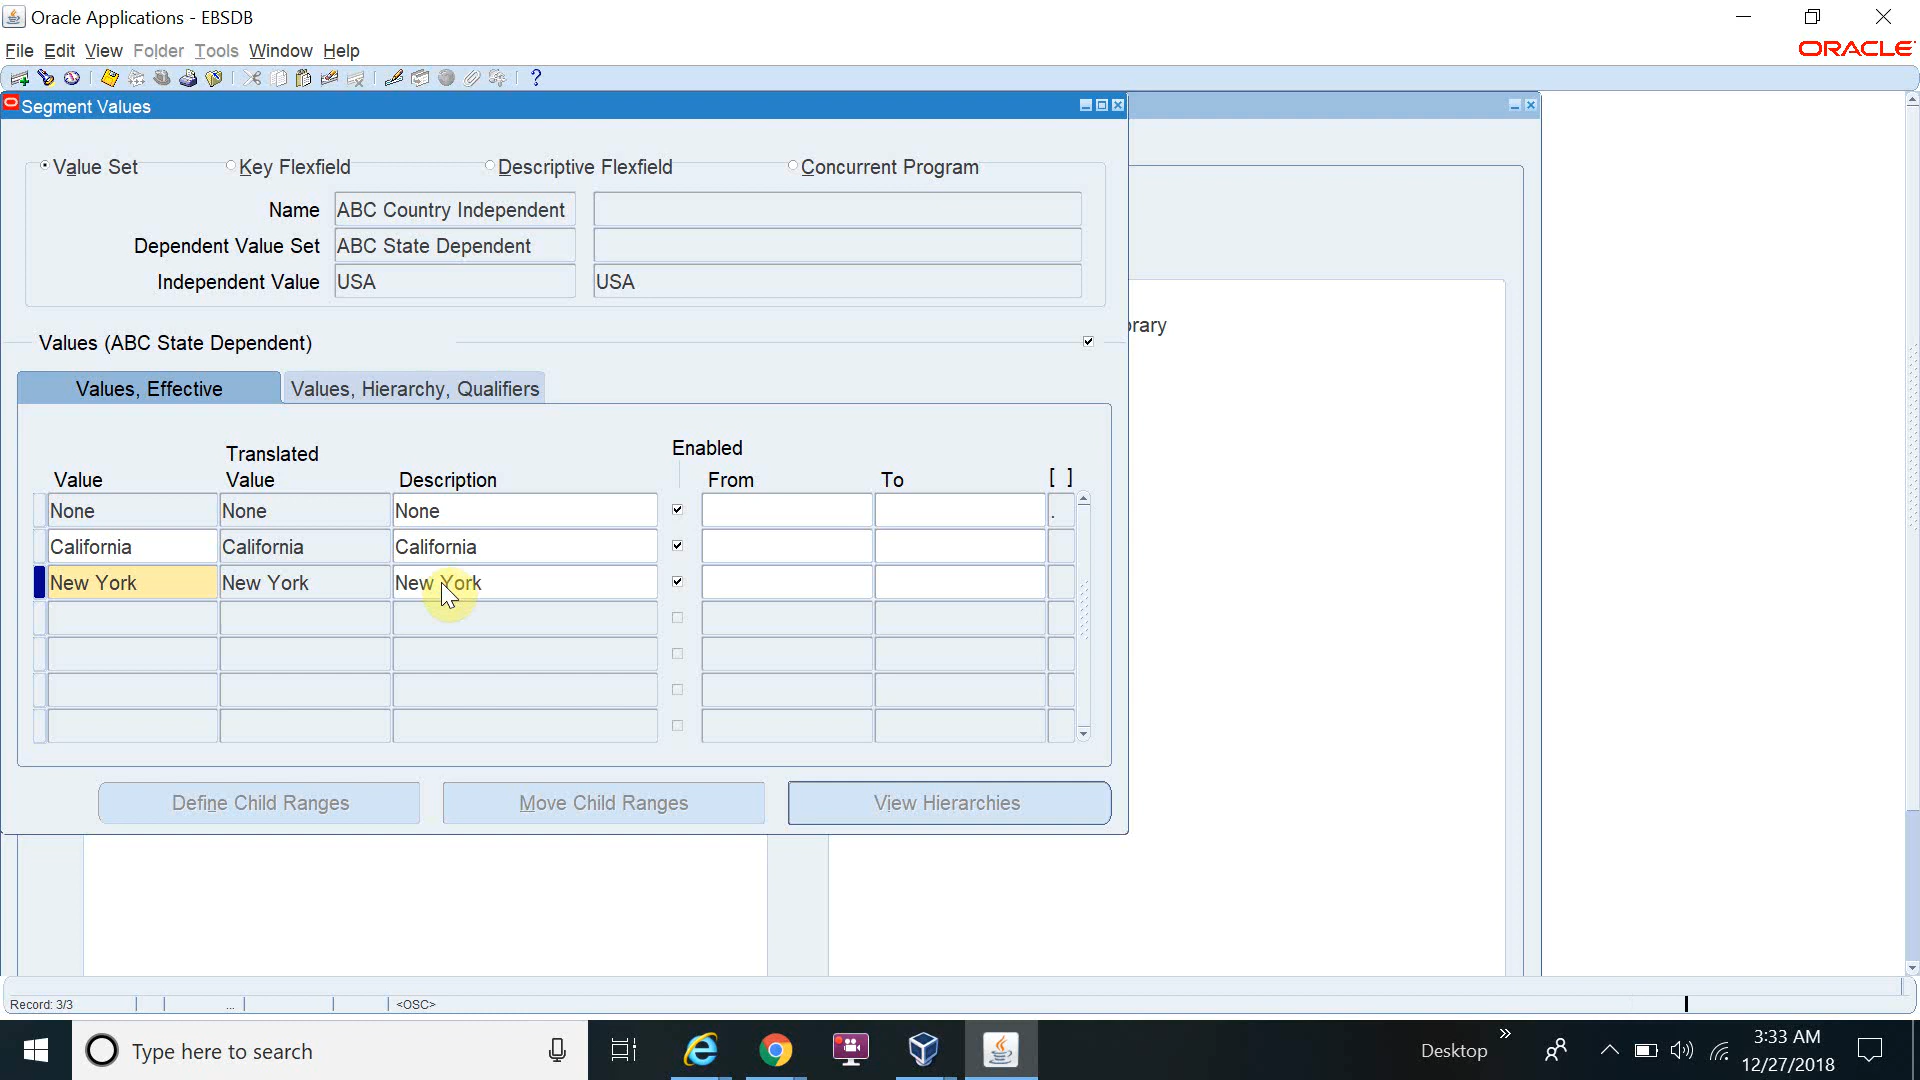 Oracle Applications - EBSDB
File Edit View Folder Tools Window Help
ORACLE
Segment Values
Value Set Key Flexfield Descriptive Flexfield Concurrent Program
Name ABC Country Independent
Dependent Value Set ABC State Dependent
Independent Value USA USA
Values (ABC State Dependent)
rary
Values, Effective Values, Hierarchy, Qualifiers
Enabled
Translated
Value Value Description From To [ ]
None None None .
California California California
New York New York New York
Define Child Ranges Move Child Ranges View Hierarchies
Record: 3/3 ... <OSC>
Type here to search
Desktop
3:33 AM
12/27/2018